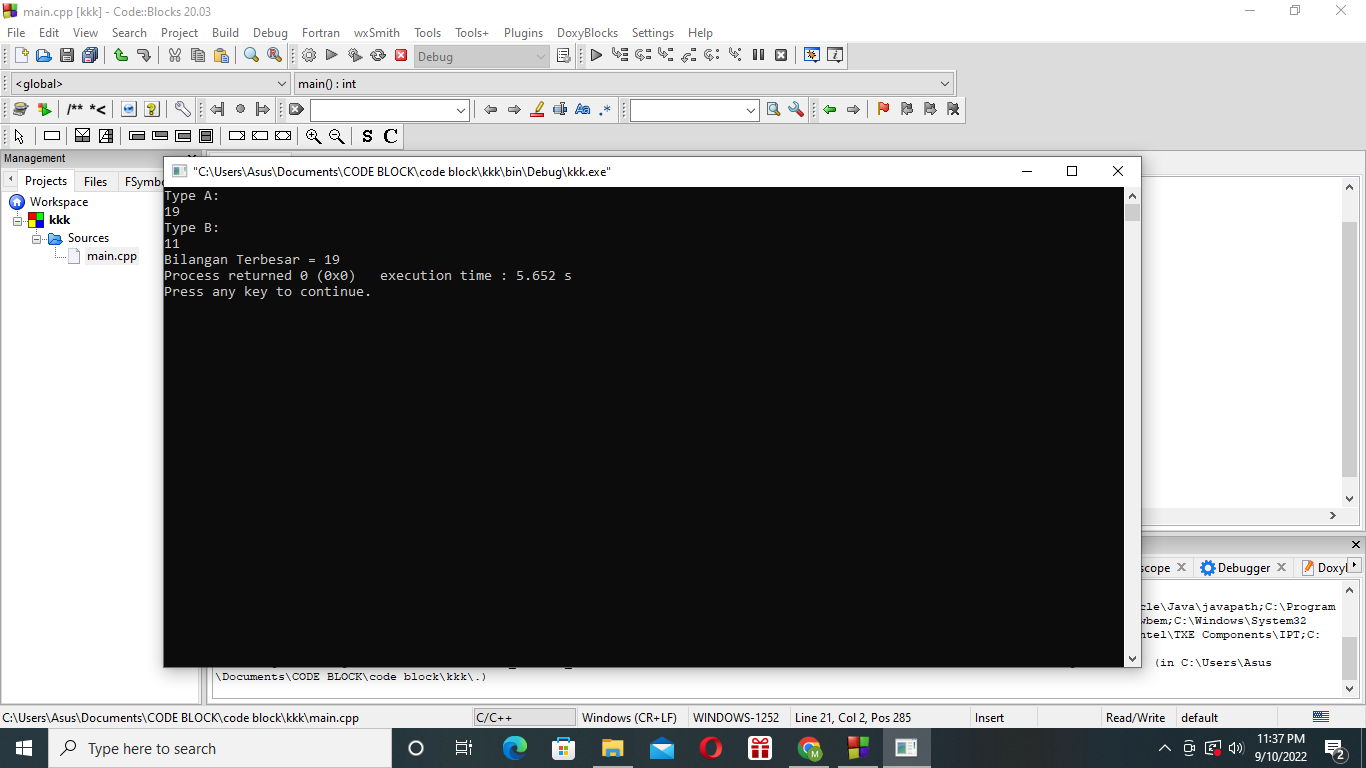 main.cpp [kkk] - Code::Blocks 20.03
File Edit View Search Project Build Debug Fortran wxSmith Tools Tools+ Plugins DoxyBlocks Settings Help
Debug
<global> main() : int
/** *<
Aa .*
S C
Management
Projects Files FSymb
Workspace
kkk
Sources
main.cpp
"C:\Users\Asus\Documents\CODE BLOCK\code block\kkk\bin\Debug\kkk.exe"
Type A:
19
Type B:
11
Bilangan Terbesar = 19
Process returned 0 (0x0)   execution time : 5.652 s
Press any key to continue.
scope Debugger Doxyl
cle\Java\javapath;C:\Program
wbem;C:\Windows\System32
ntel\TXE Components\IPT;C:
(in C:\Users\Asus
\Documents\CODE BLOCK\code block\kkk\.)
C:\Users\Asus\Documents\CODE BLOCK\code block\kkk\main.cpp C/C++ Windows (CR+LF) WINDOWS-1252 Line 21, Col 2, Pos 285 Insert Read/Write default
Type here to search
M
11:37 PM
9/10/2022
2